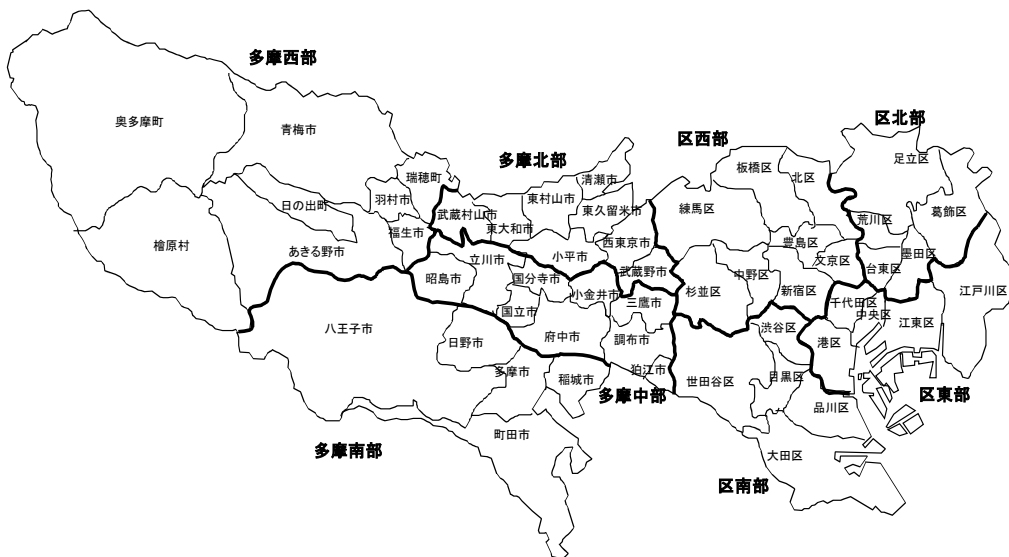 多摩西部
区北部
奥多摩町
青梅市
区西部
多摩北部
足立区
板橋区
北区
瑞穂町
清瀬市
羽村市
東村山市
日の出町
武蔵村山市
東久留米市
練馬区
葛飾区
荒川区
東大和市
福生市
檜原村
あきる野市
西東京市
豊島区
小平市
文京区
墨田区
立川市
台東区
昭島市
国分寺市
武蔵野市
中野区
杉並区
新宿区
江戸川区
小金井市
三鷹市
千代田区
中央区
国立市
江東区
八王子市
渋谷区
府中市
調布市
港区
日野市
多摩市
稲城市
狛江市
世田谷区
目黒区
多摩中部
区東部
品川区
町田市
多摩南部
大田区
区南部